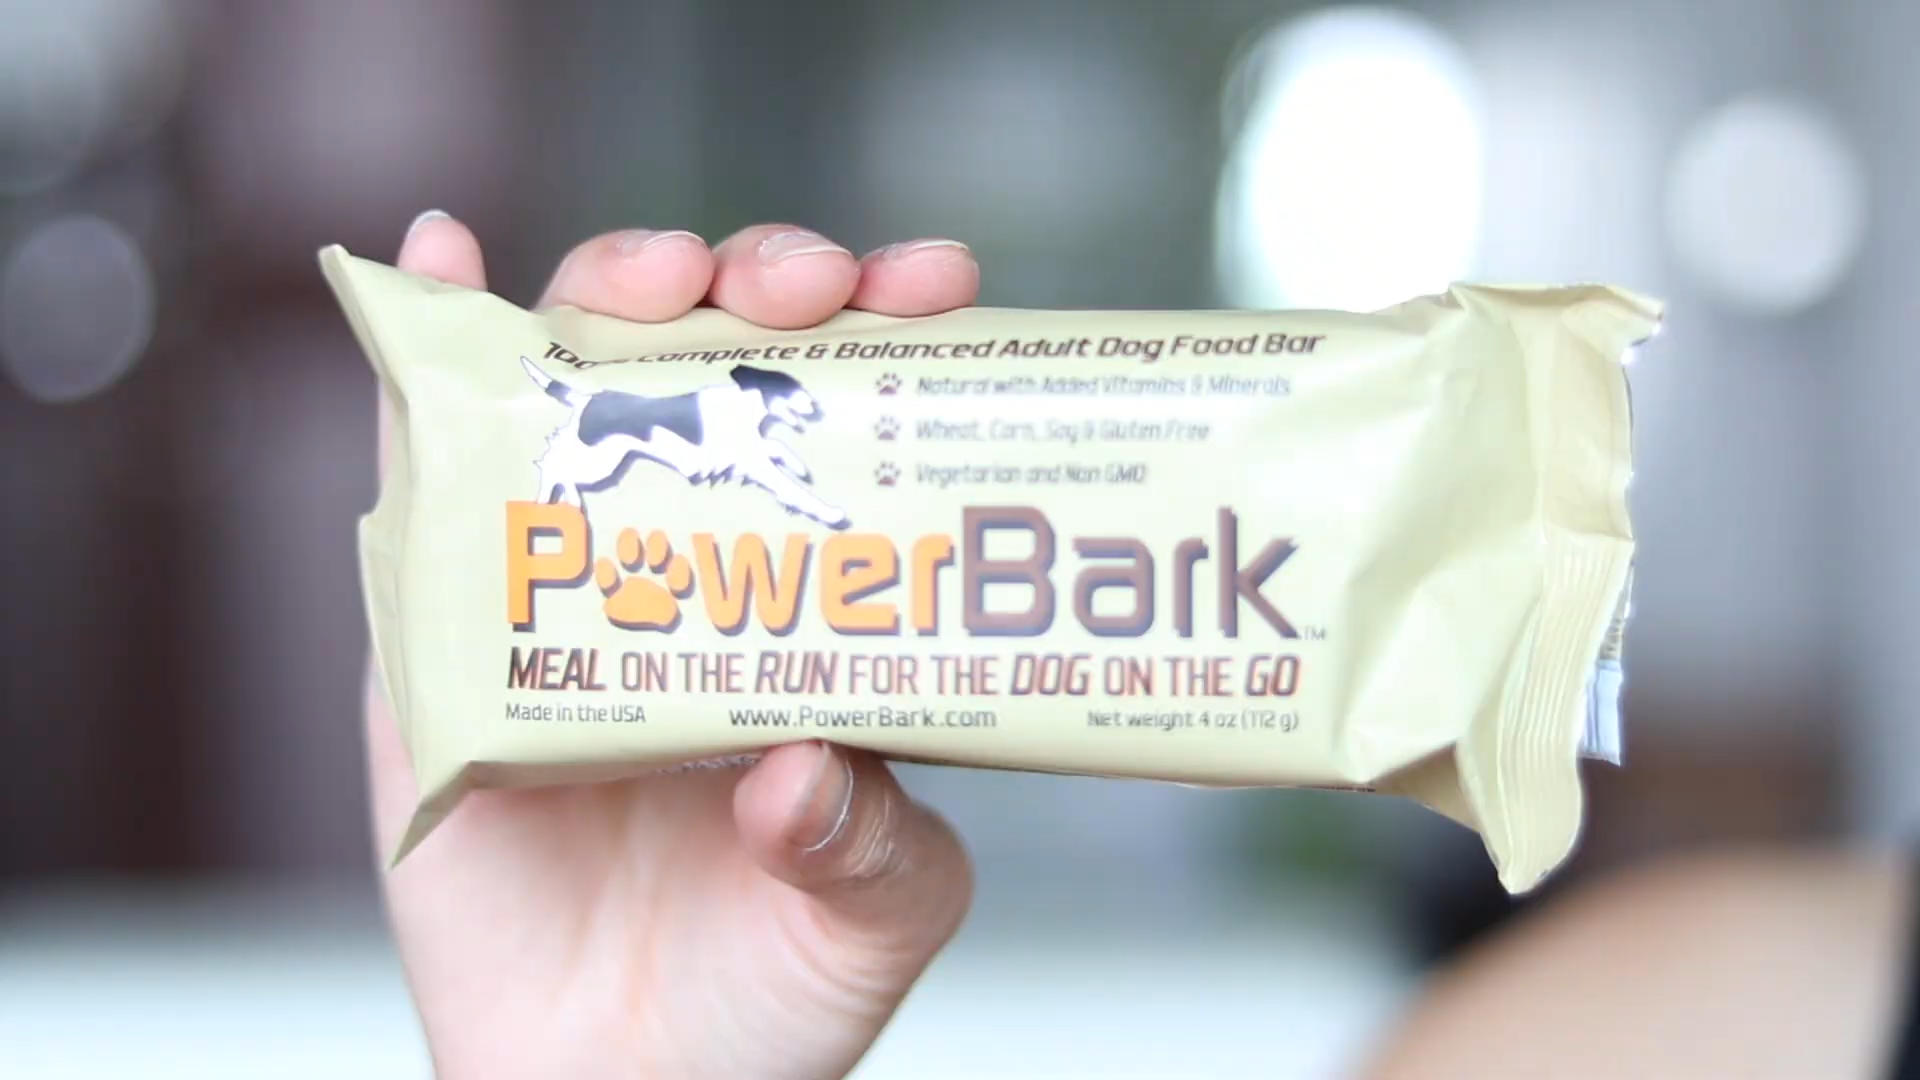 100% Complete & Balanced Adult Dog Food Bar
Natural with Added Vitamins & Minerals
Wheat, Corn, Soy & Gluten Free
Vegetarian and Non GMO
PowerBark™
MEAL ON THE RUN FOR THE DOG ON THE GO
Made in the USA www.PowerBark.com Net weight 4 oz (112 g)